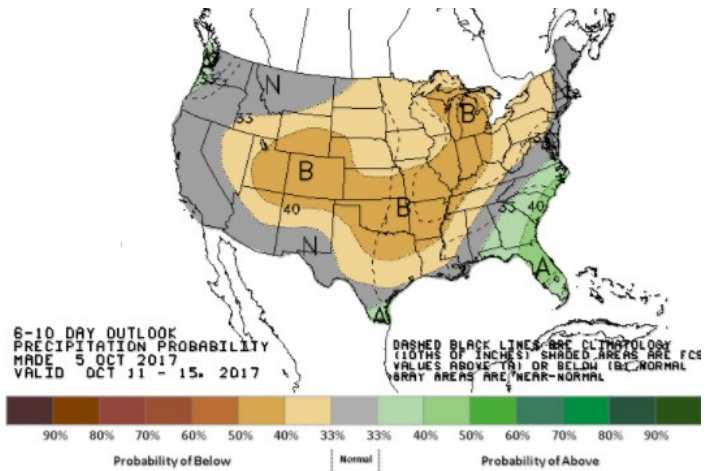 A
33
N
33
B
B
B
40
N
33
40
A
A
6-10 DAY OUTLOOK
PRECIPITATION PROBABILITY
MADE 5 OCT 2017
VALID OCT 11 - 15, 2017
DASHED BLACK LINES ARE CLIMATOLOGY
(10THS OF INCHES) SHADED AREAS ARE FCS
VALUES ABOVE (A) OR BELOW (B) NORMAL
GRAY AREAS ARE NEAR-NORMAL
90% 80% 70% 60% 50% 40% 33% 33% 40% 50% 60% 70% 80% 90%
Probability of Below Normal Probability of Above